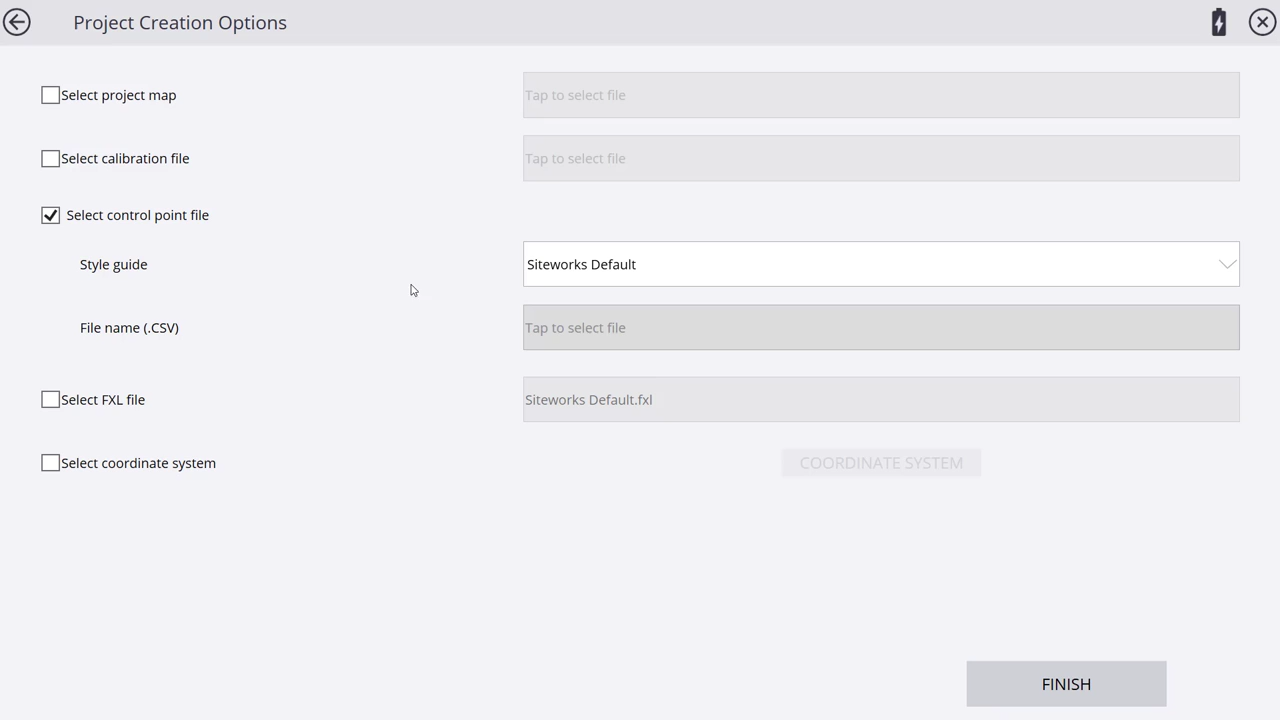 Project Creation Options
Select project map
Tap to select file
Select calibration file
Tap to select file
Select control point file
Style guide
Siteworks Default
File name (.CSV)
Tap to select file
Select FXL file
Siteworks Default.fxl
Select coordinate system
COORDINATE SYSTEM
FINISH